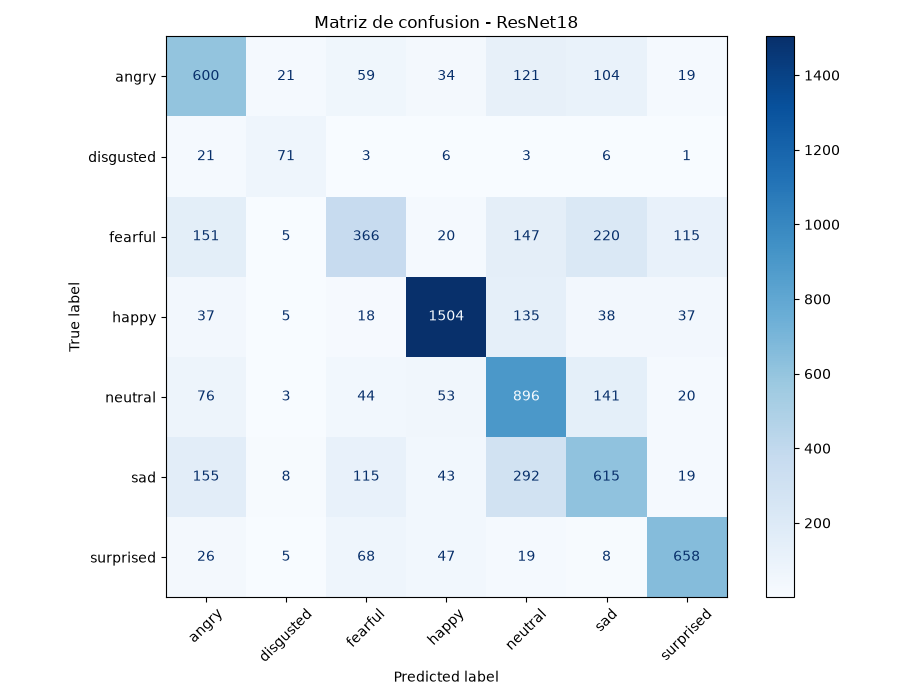 Matriz de confusion - ResNet18
True label
angry 600 21 59 34 121 104 19
disgusted 21 71 3 6 3 6 1
fearful 151 5 366 20 147 220 115
happy 37 5 18 1504 135 38 37
neutral 76 3 44 53 896 141 20
sad 155 8 115 43 292 615 19
surprised 26 5 68 47 19 8 658
angry disgusted fearful happy neutral sad surprised
Predicted label
1400
1200
1000
800
600
400
200